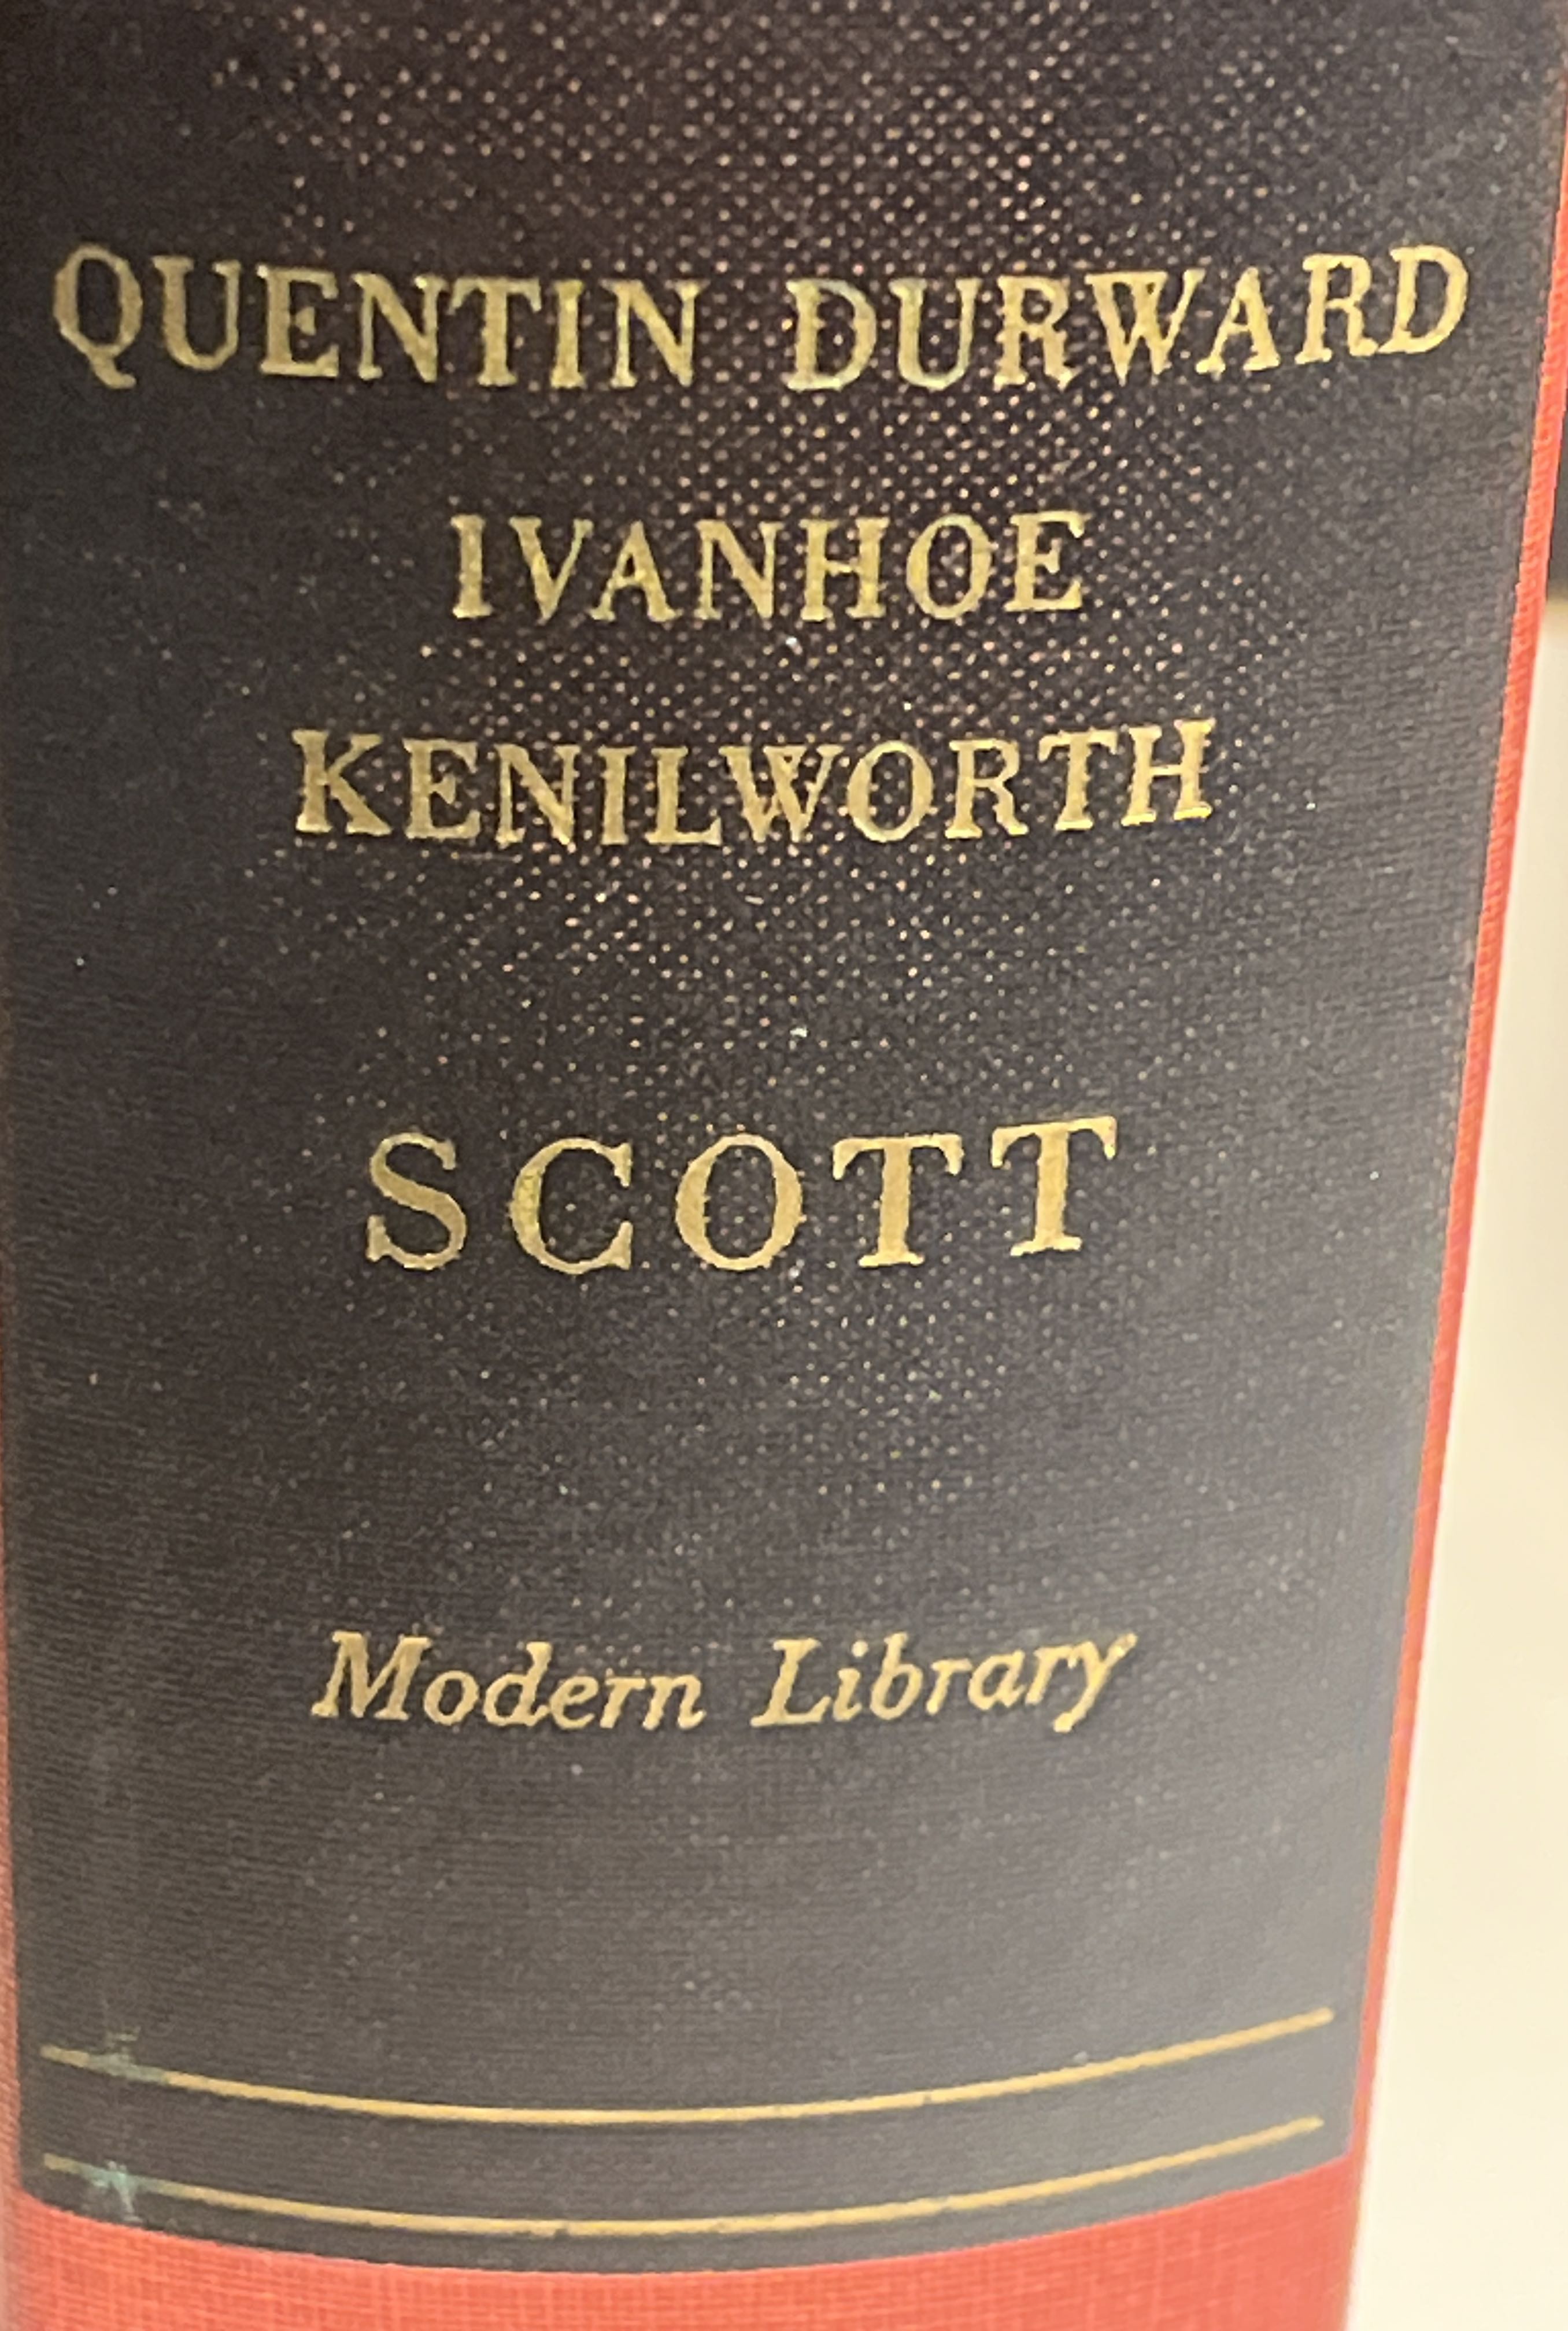 QUENTIN DURWARD
IVANHOE
KENILWORTH
SCOTT
Modern Library